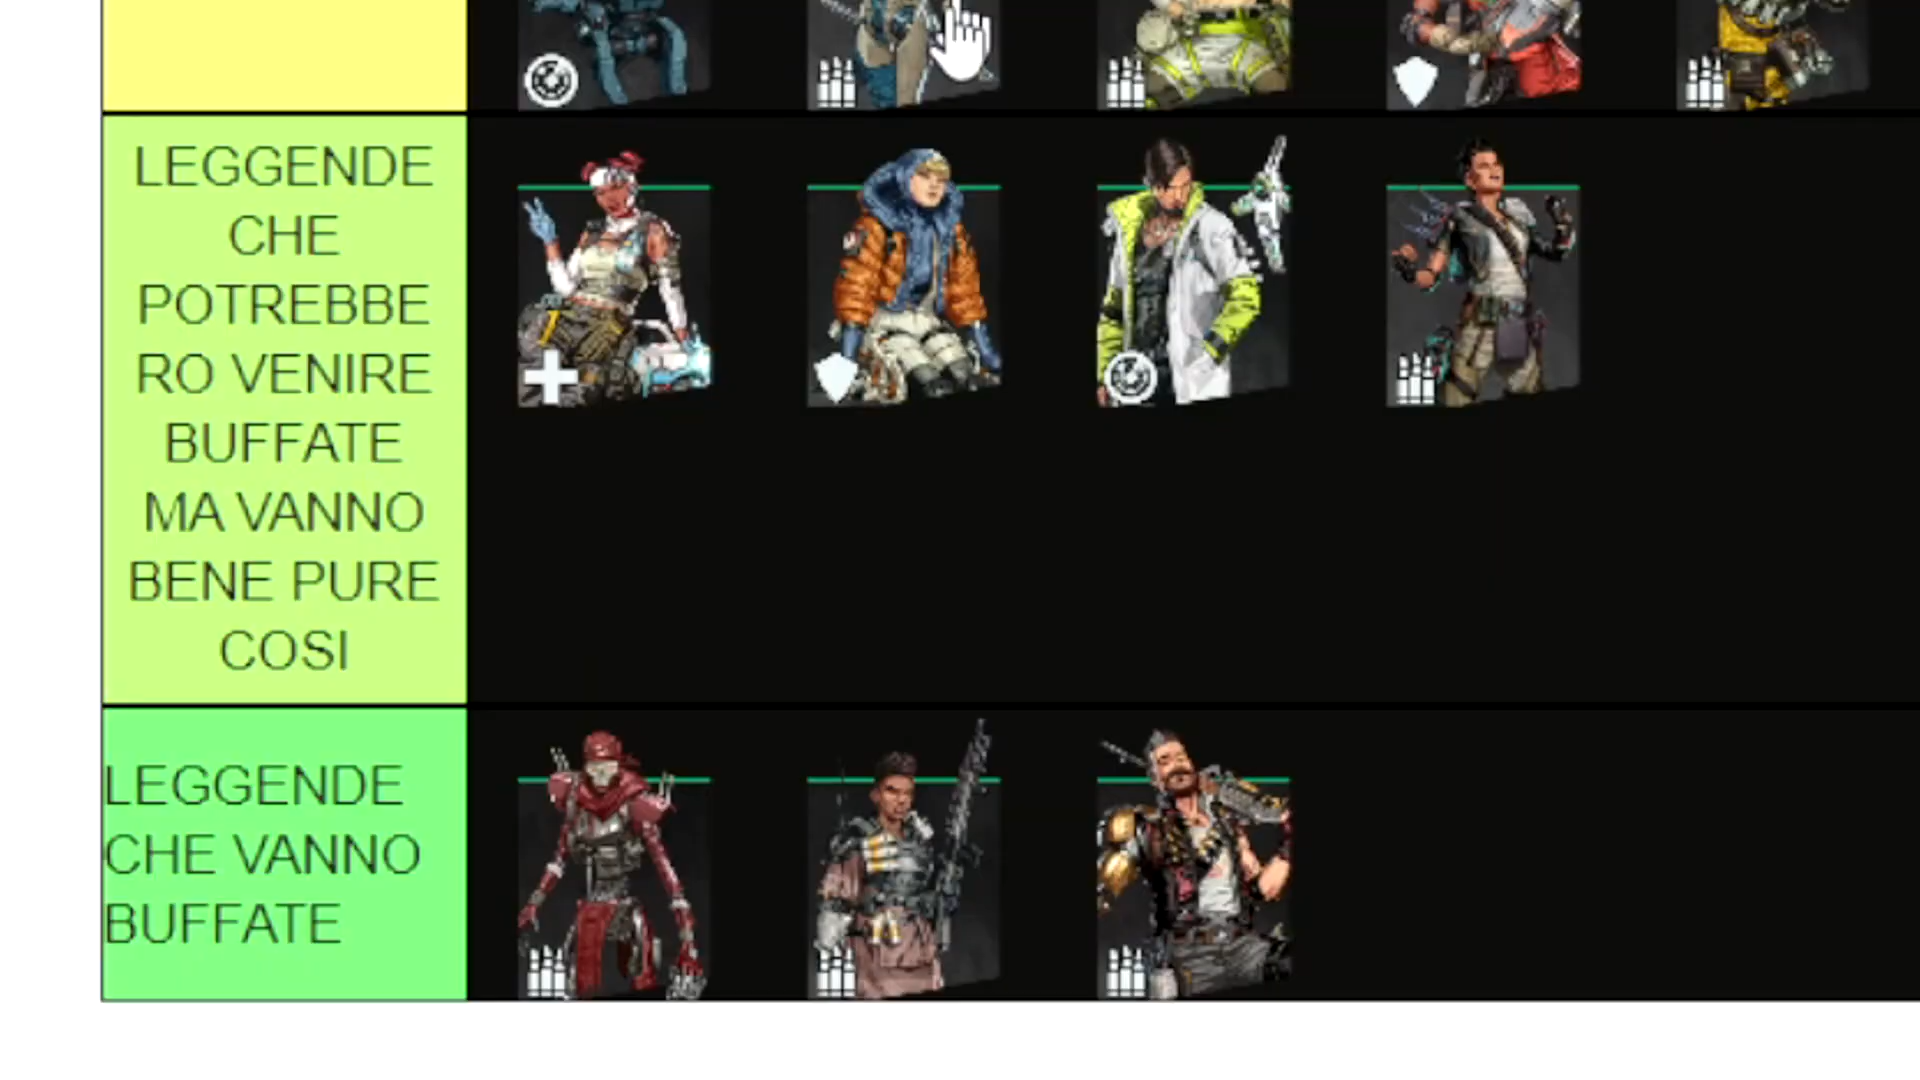 LEGGENDE
CHE
POTREBBE
RO VENIRE
BUFFATE
MA VANNO
BENE PURE
COSI
LEGGENDE
CHE VANNO
BUFFATE